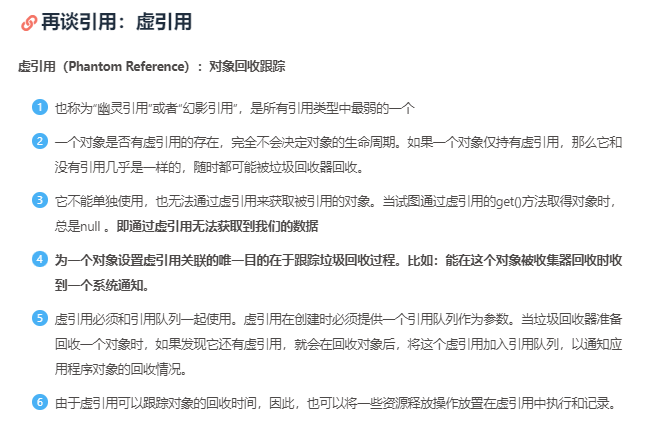 再谈引用：虚引用
虚引用（Phantom Reference）：对象回收跟踪
1 也称为“幽灵引用”或者“幻影引用”，是所有引用类型中最弱的一个
2 一个对象是否有虚引用的存在，完全不会决定对象的生命周期。如果一个对象仅持有虚引用，那么它和
没有引用几乎是一样的，随时都可能被垃圾回收器回收。
3 它不能单独使用，也无法通过虚引用来获取被引用的对象。当试图通过虚引用的get()方法取得对象时，
总是null 。即通过虚引用无法获取到我们的数据
4 为一个对象设置虚引用关联的唯一目的在于跟踪垃圾回收过程。比如：能在这个对象被收集器回收时收
到一个系统通知。
5 虚引用必须和引用队列一起使用。虚引用在创建时必须提供一个引用队列作为参数。当垃圾回收器准备
回收一个对象时，如果发现它还有虚引用，就会在回收对象后，将这个虚引用加入引用队列，以通知应
用程序对象的回收情况。
6 由于虚引用可以跟踪对象的回收时间，因此，也可以将一些资源释放操作放置在虚引用中执行和记录。